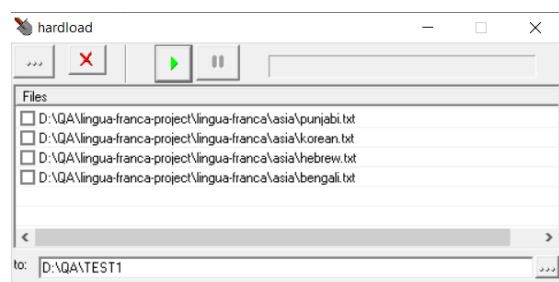 hardload
...
Files
D:\QA\lingua-franca-project\lingua-franca\asia\punjabi.txt
D:\QA\lingua-franca-project\lingua-franca\asia\korean.txt
D:\QA\lingua-franca-project\lingua-franca\asia\hebrew.txt
D:\QA\lingua-franca-project\lingua-franca\asia\bengali.txt
to: D:\QA\TEST1 ...